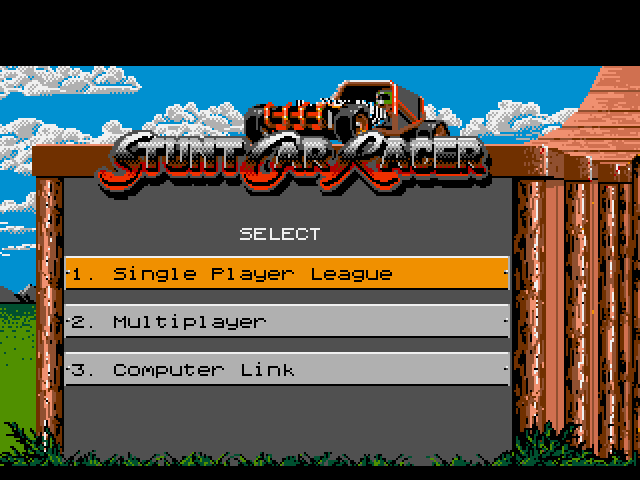 STUNT CAR RACER
SELECT
1. Single Player League
2. Multiplayer
3. Computer Link